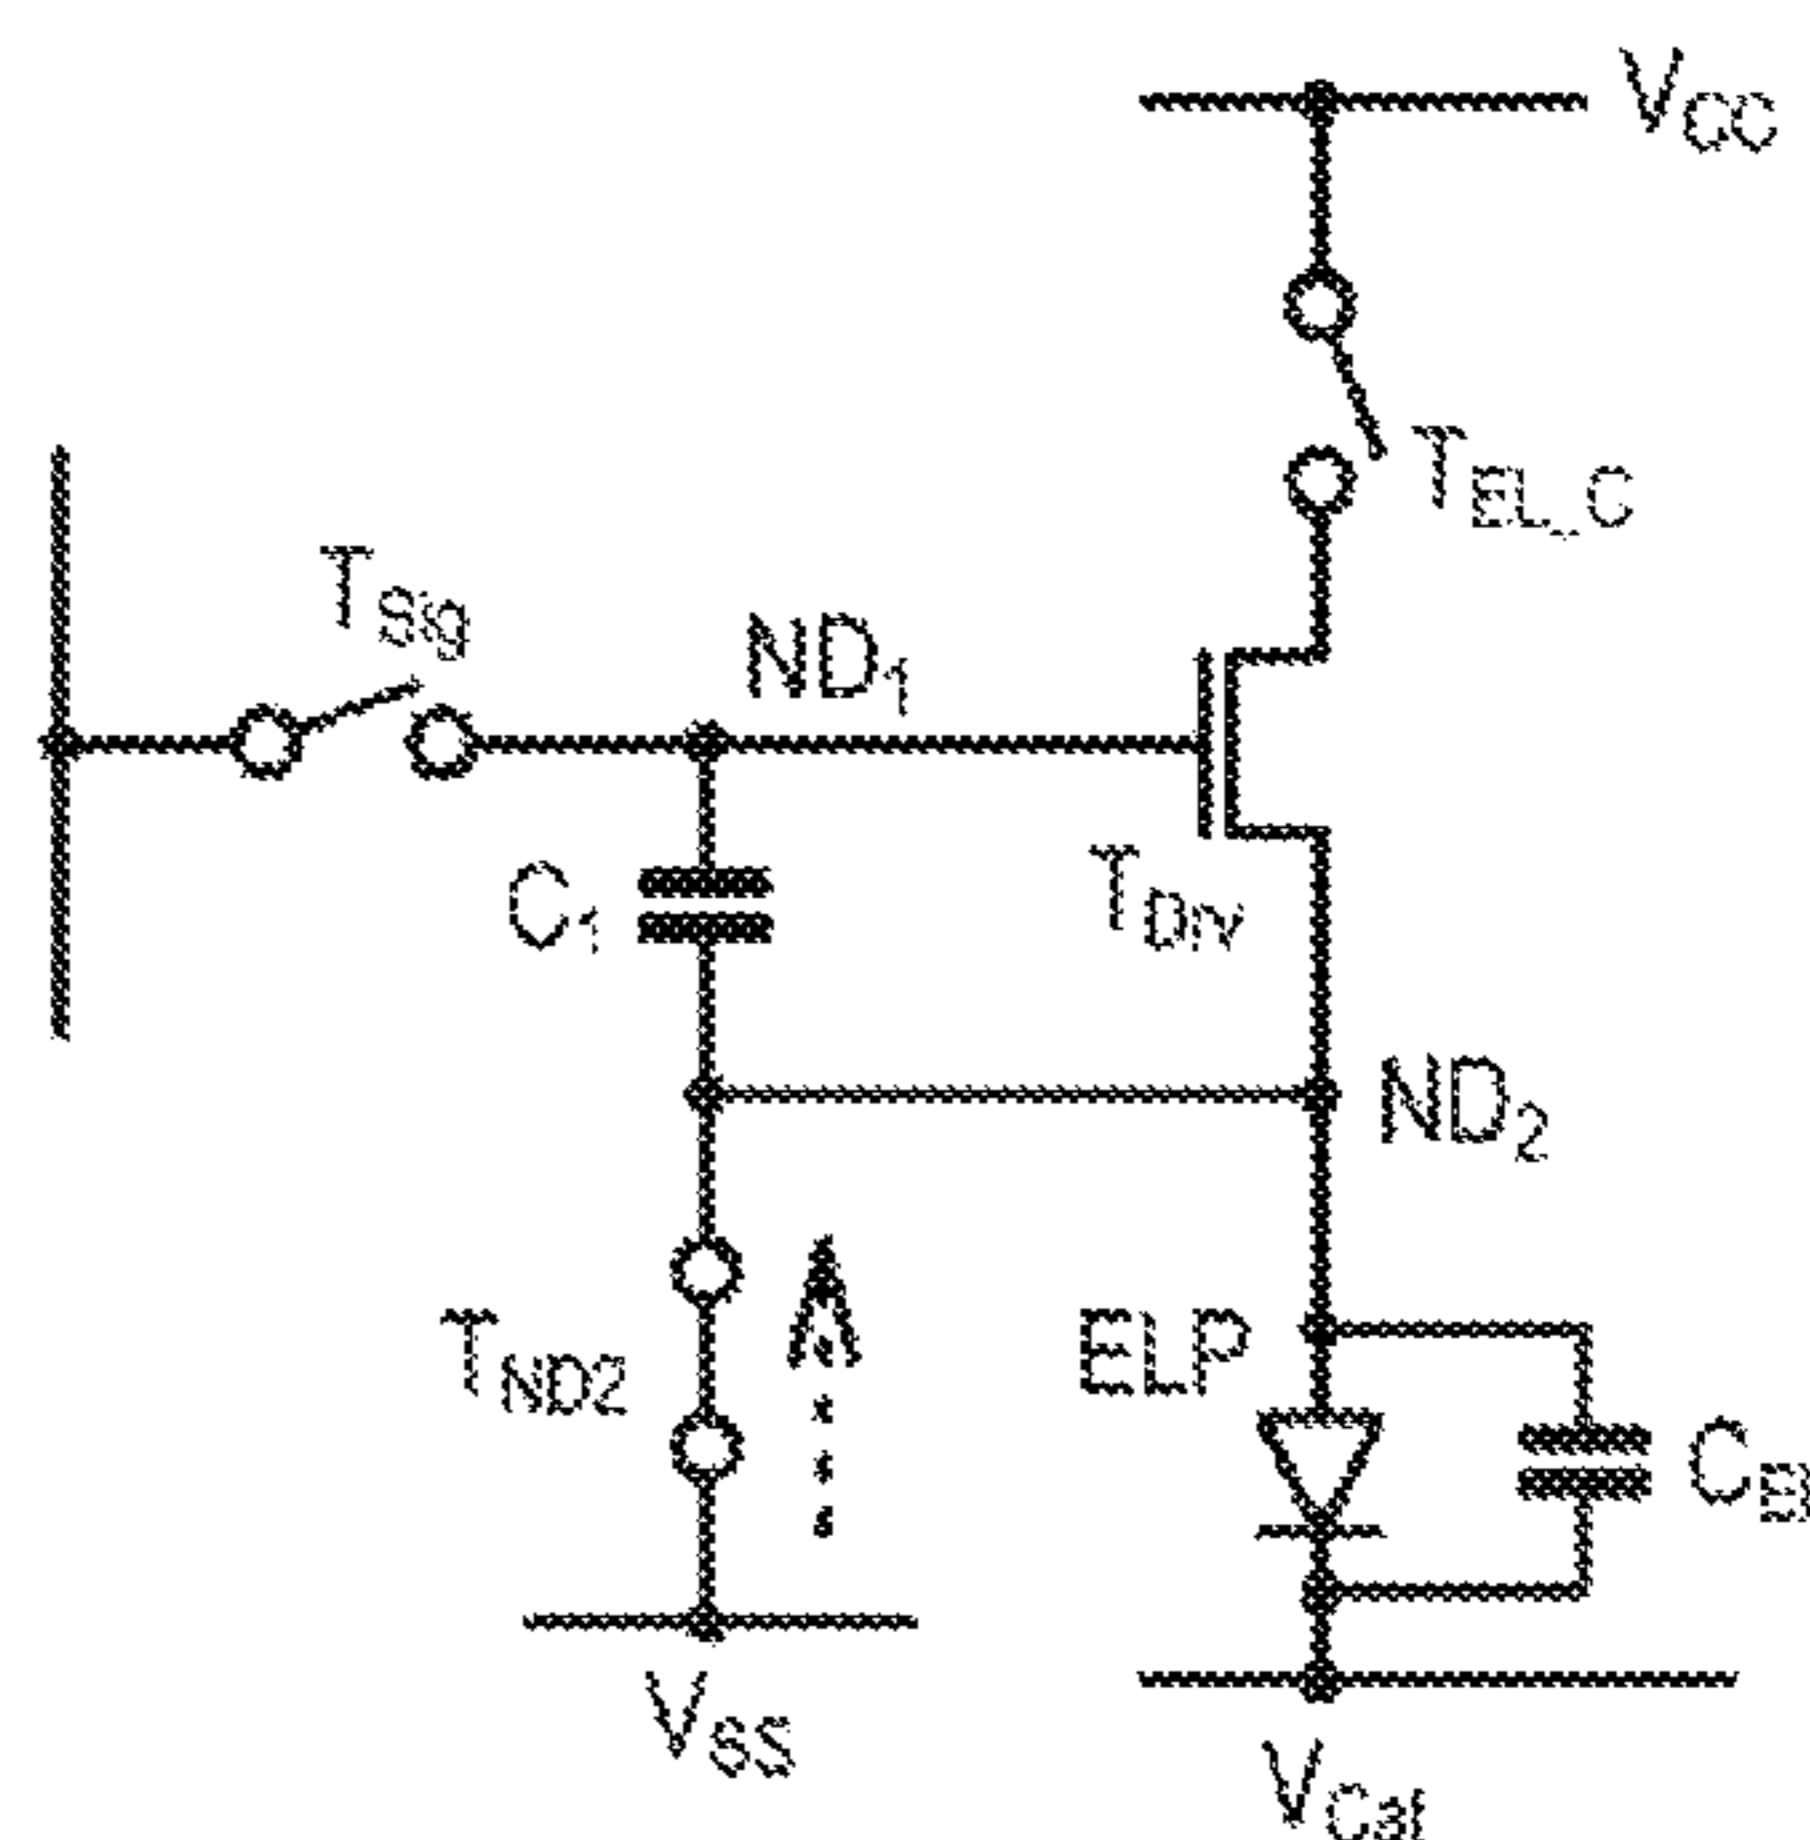 V_CC
T_EL_C
T_Sig
ND_1
C_1
T_Drv
ND_2
T_ND2
ELP
V_SS
V_Cat